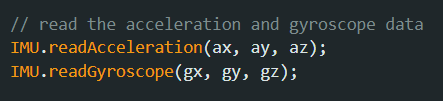 // read the acceleration and gyroscope data
IMU.readAcceleration(ax, ay, az);
IMU.readGyroscope(gx, gy, gz);